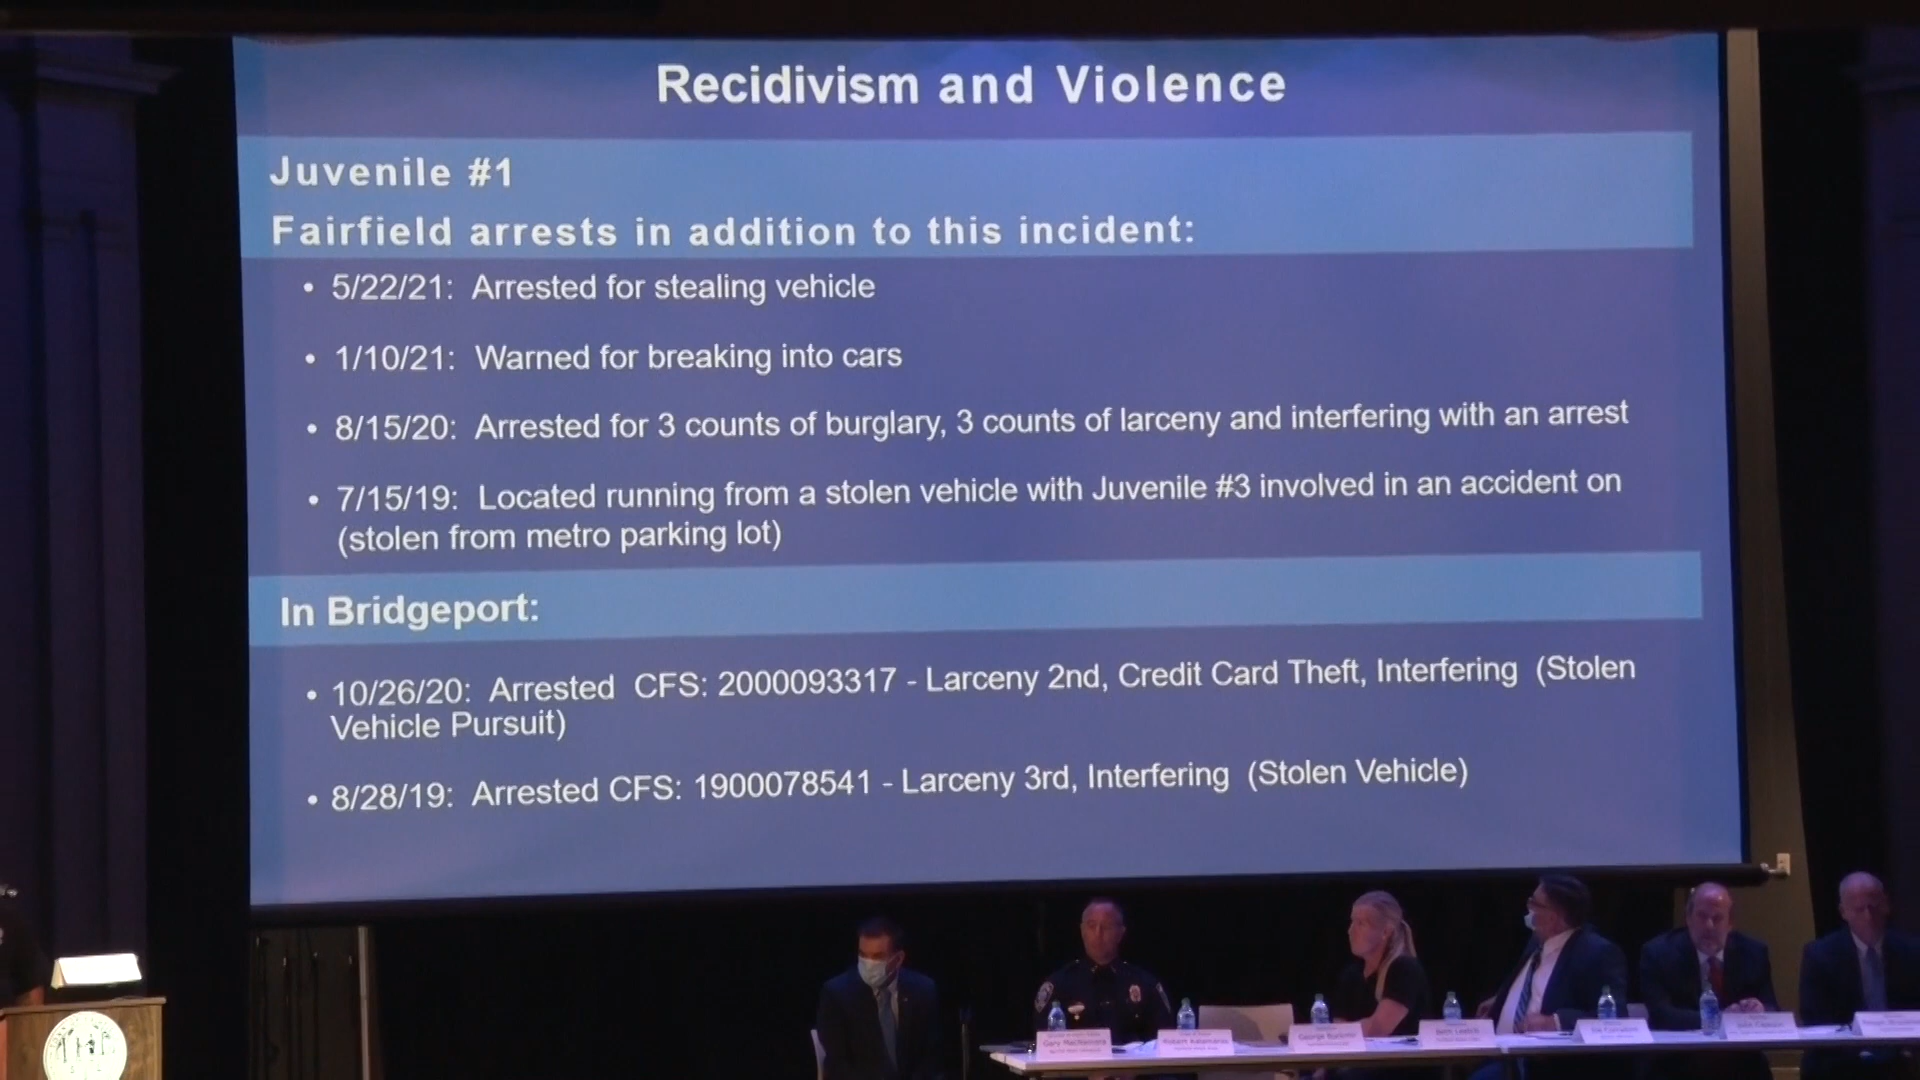 Recidivism and Violence
Juvenile #1
Fairfield arrests in addition to this incident:
• 5/22/21: Arrested for stealing vehicle
• 1/10/21: Warned for breaking into cars
• 8/15/20: Arrested for 3 counts of burglary, 3 counts of larceny and interfering with an arrest
• 7/15/19: Located running from a stolen vehicle with Juvenile #3 involved in an accident on
(stolen from metro parking lot)
In Bridgeport:
• 10/26/20: Arrested CFS: 2000093317 - Larceny 2nd, Credit Card Theft, Interfering (Stolen
Vehicle Pursuit)
• 8/28/19: Arrested CFS: 1900078541 - Larceny 3rd, Interfering (Stolen Vehicle)